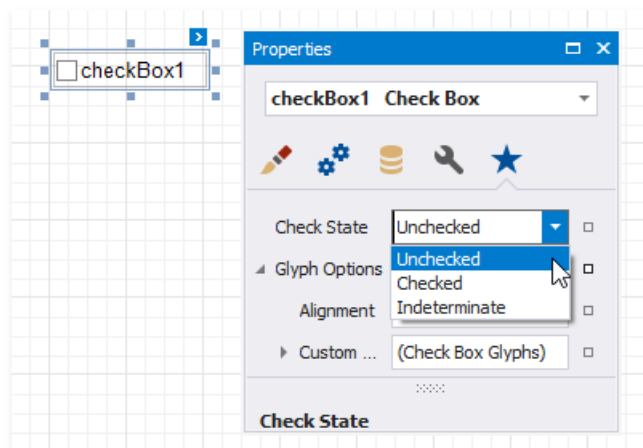 checkBox1
Properties
checkBox1 Check Box
Check State Unchecked
Unchecked
Glyph Options
Checked
Alignment
Indeterminate
Custom ... (Check Box Glyphs)
Check State